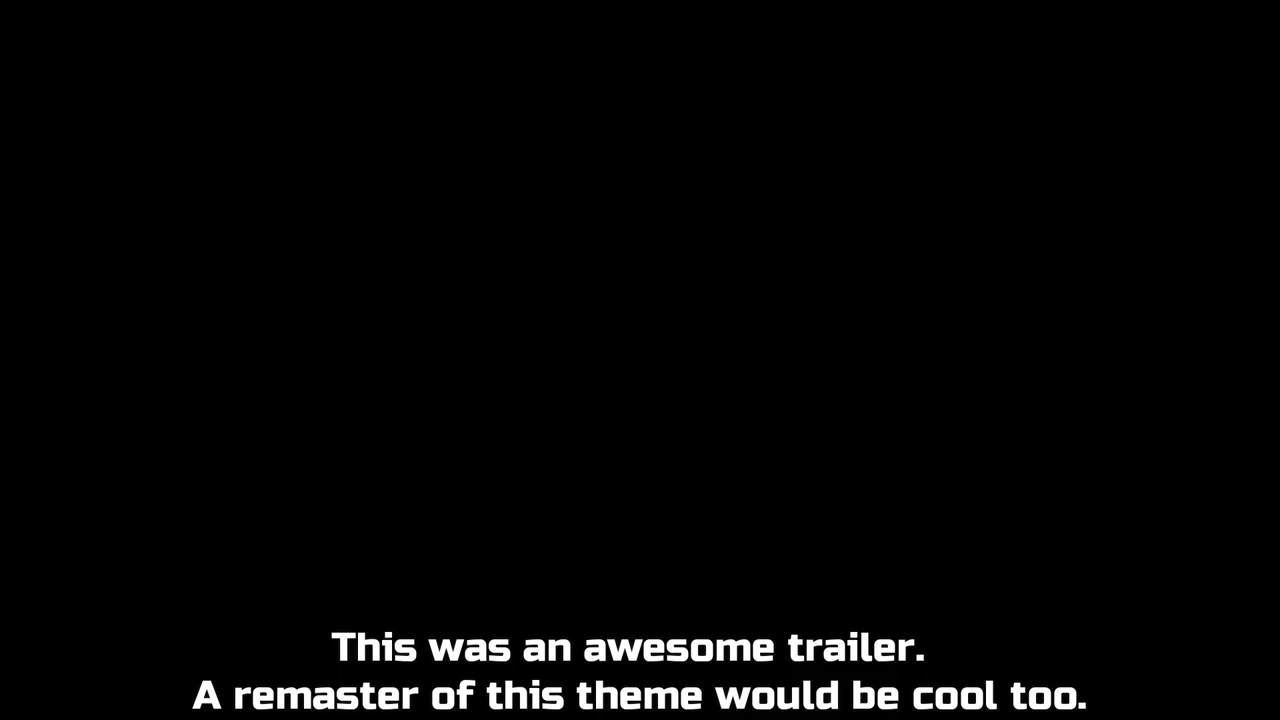 This was an awesome trailer.
A remaster of this theme would be cool too.